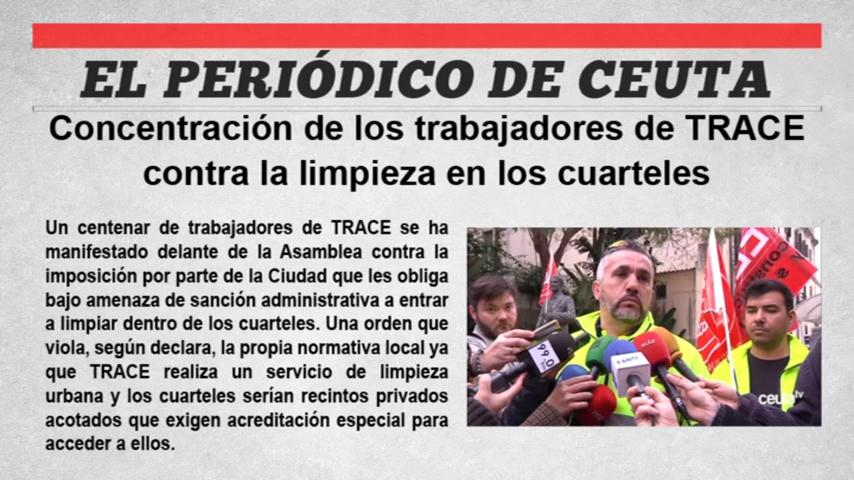 EL PERIÓDICO DE CEUTA
Concentración de los trabajadores de TRACE
contra la limpieza en los cuarteles
Un centenar de trabajadores de TRACE se ha
manifestado delante de la Asamblea contra la
imposición por parte de la Ciudad que les obliga
bajo amenaza de sanción administrativa a entrar
a limpiar dentro de los cuarteles. Una orden que
viola, según declara, la propia normativa local ya
que TRACE realiza un servicio de limpieza
urbana y los cuarteles serían recintos privados
acotados que exigen acreditación especial para
acceder a ellos.
99.0
ceuta tv